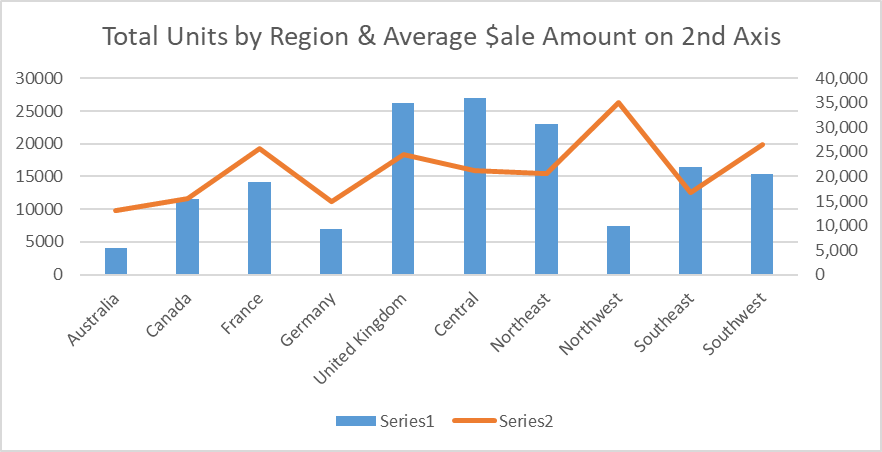 Total Units by Region & Average $ale Amount on 2nd Axis
30000 40,000
25000 35,000
20000 30,000
15000 25,000
10000 20,000
5000 15,000
0 10,000
5,000
0
Australia
Canada
France
Germany
United Kingdom
Central
Northeast
Northwest
Southeast
Southwest
Series1 Series2